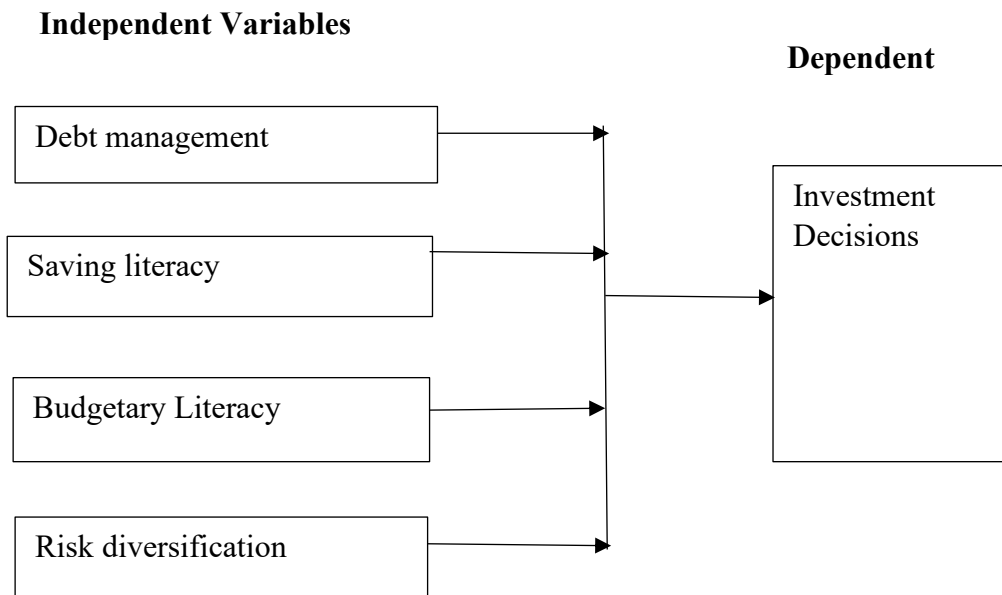 Independent Variables
Dependent
Debt management
Saving literacy
Budgetary Literacy
Risk diversification
Investment
Decisions